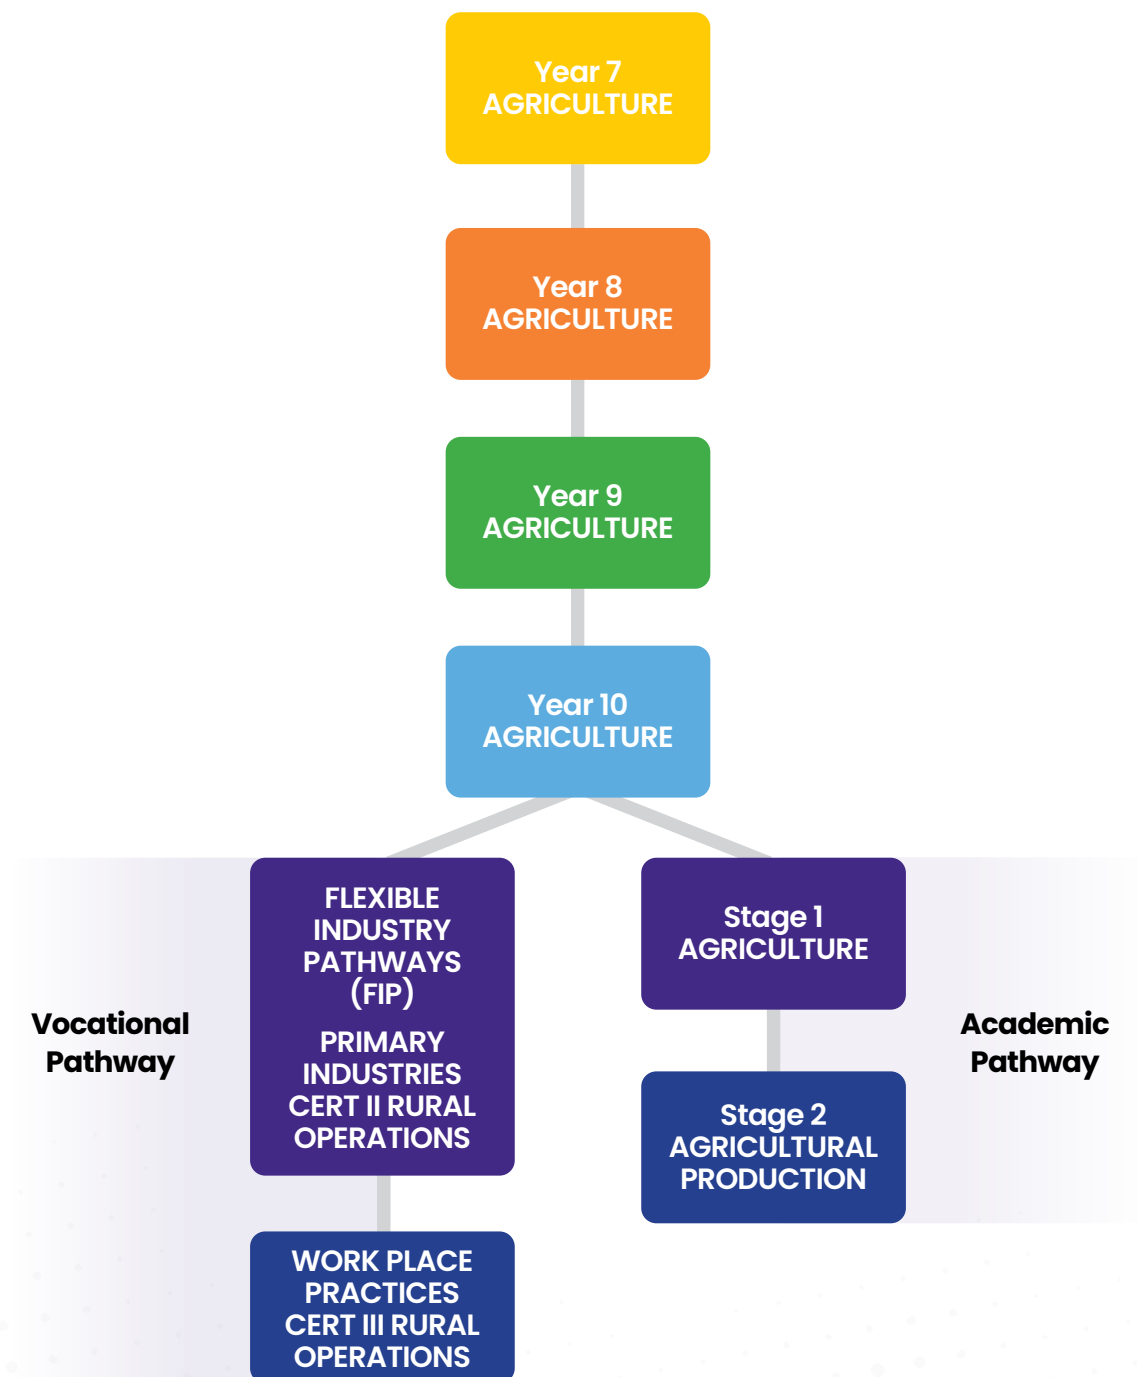 Year 7
AGRICULTURE
Year 8
AGRICULTURE
Year 9
AGRICULTURE
Year 10
AGRICULTURE
Vocational
Pathway
FLEXIBLE
INDUSTRY
PATHWAYS
(FIP)
PRIMARY
INDUSTRIES
CERT II RURAL
OPERATIONS
WORK PLACE
PRACTICES
CERT III RURAL
OPERATIONS
Stage 1
AGRICULTURE
Stage 2
AGRICULTURAL
PRODUCTION
Academic
Pathway